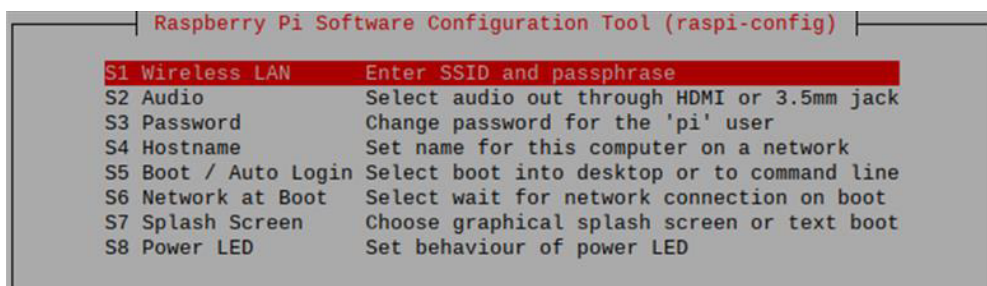 Raspberry Pi Software Configuration Tool (raspi-config)
S1 Wireless LAN Enter SSID and passphrase
S2 Audio Select audio out through HDMI or 3.5mm jack
S3 Password Change password for the 'pi' user
S4 Hostname Set name for this computer on a network
S5 Boot / Auto Login Select boot into desktop or to command line
S6 Network at Boot Select wait for network connection on boot
S7 Splash Screen Choose graphical splash screen or text boot
S8 Power LED Set behaviour of power LED